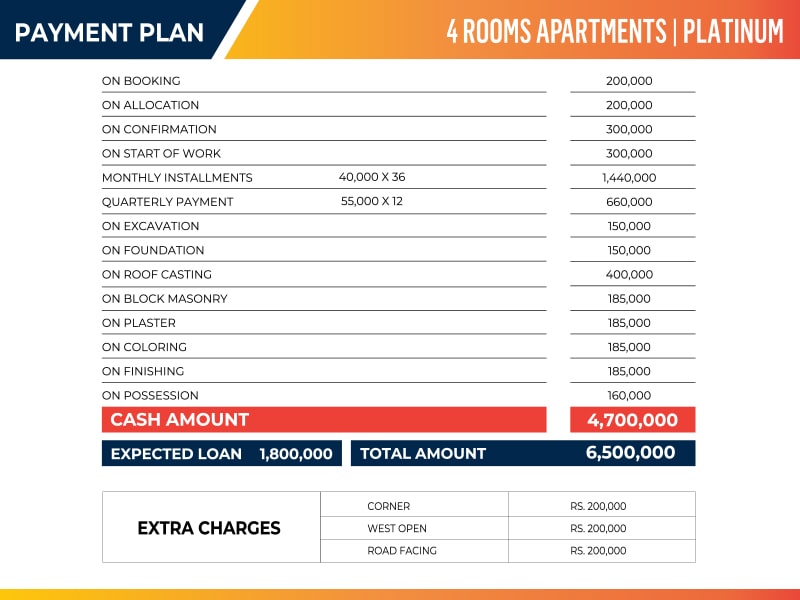 PAYMENT PLAN
4 ROOMS APARTMENTS | PLATINUM
ON BOOKING 200,000
ON ALLOCATION 200,000
ON CONFIRMATION 300,000
ON START OF WORK 300,000
MONTHLY INSTALLMENTS 40,000 X 36 1,440,000
QUARTERLY PAYMENT 55,000 X 12 660,000
ON EXCAVATION 150,000
ON FOUNDATION 150,000
ON ROOF CASTING 400,000
ON BLOCK MASONRY 185,000
ON PLASTER 185,000
ON COLORING 185,000
ON FINISHING 185,000
ON POSSESSION 160,000
CASH AMOUNT 4,700,000
EXPECTED LOAN 1,800,000 TOTAL AMOUNT 6,500,000
EXTRA CHARGES
CORNER RS. 200,000
WEST OPEN RS. 200,000
ROAD FACING RS. 200,000